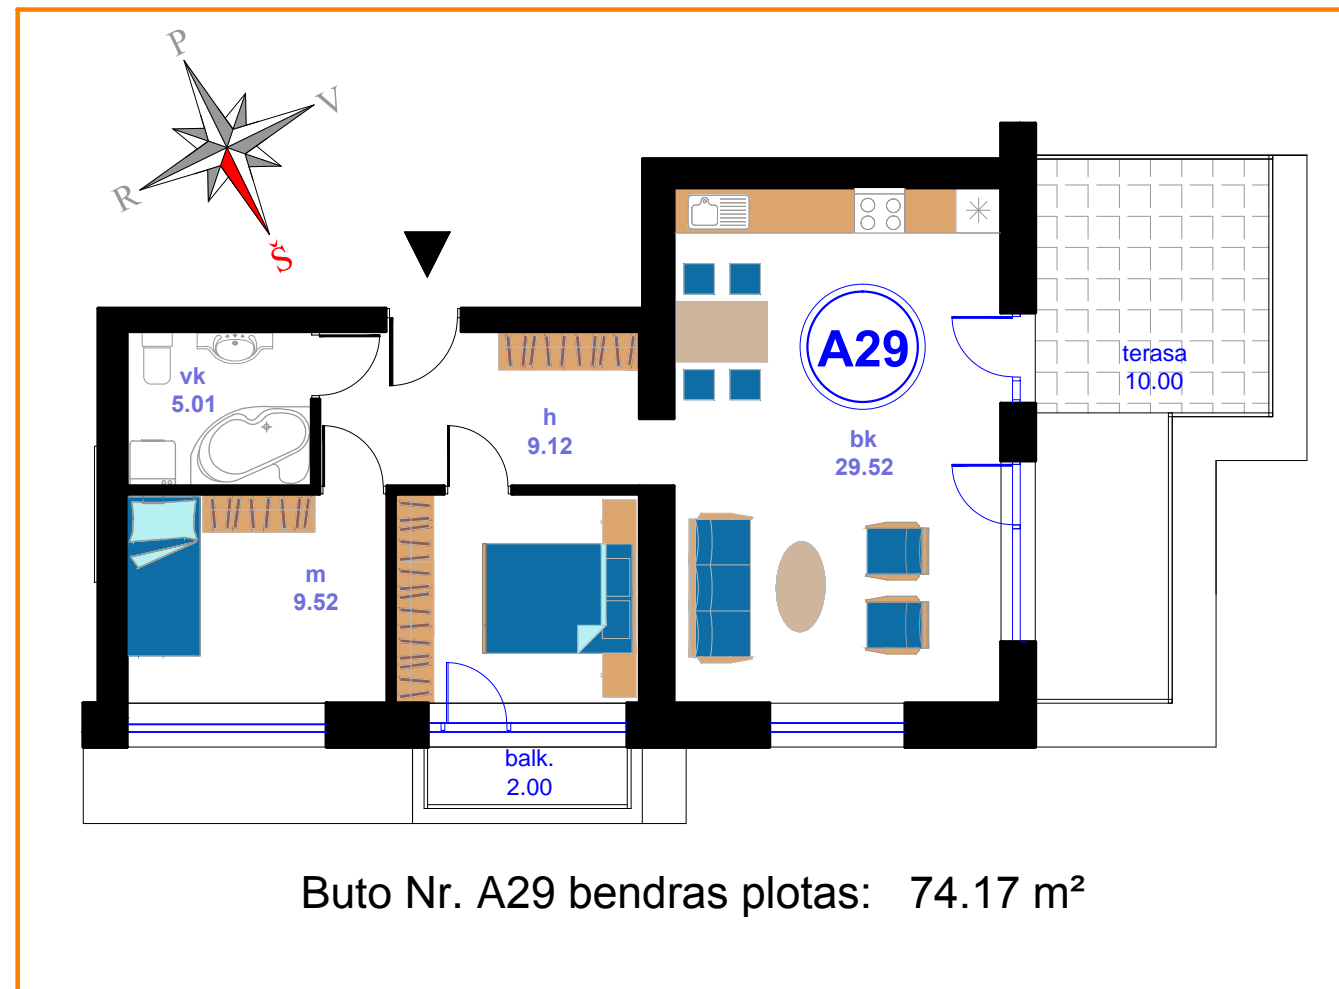 P
V
R
Š
A29
terasa
10.00
vk
5.01
h
9.12
bk
29.52
m
9.52
balk.
2.00
Buto Nr. A29 bendras plotas: 74.17 m²